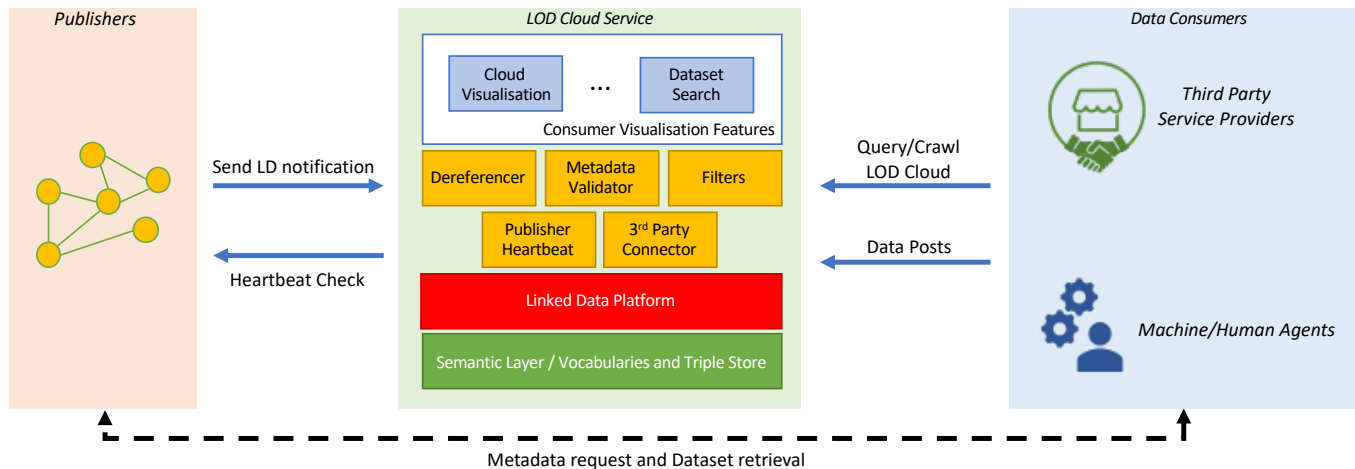 Publishers
Send LD notification
Heartbeat Check
LOD Cloud Service
Cloud
Visualisation
...
Dataset
Search
Consumer Visualisation Features
Dereferencer
Metadata
Validator
Filters
Publisher
Heartbeat
3rd Party
Connector
Linked Data Platform
Semantic Layer / Vocabularies and Triple Store
Query/Crawl
LOD Cloud
Data Posts
Data Consumers
Third Party
Service Providers
Machine/Human Agents
Metadata request and Dataset retrieval